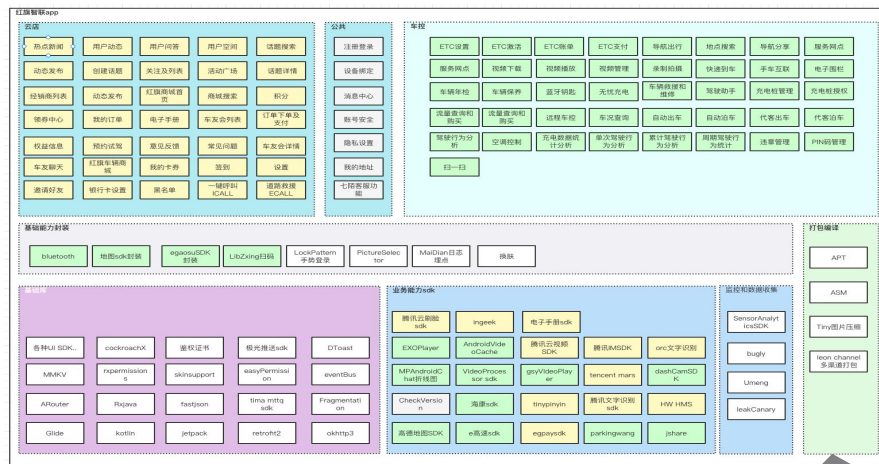 红旗智联app
云店
热点新闻 用户动态 用户问答 用户空间 话题搜索
动态发布 创建话题 关注及列表 活动广场 话题详情
经销商列表 动态发布 红旗商城首页 商城搜索 积分
领券中心 我的订单 电子手册 车友会列表 订单下单及支付
权益信息 预约试驾 意见反馈 常见问题 车友会详情
车友聊天 红旗车辆商城 我的卡券 签到 设置
邀请好友 银行卡设置 黑名单 一键呼叫ICALL 道路救援ECALL
公共
注册登录
设备绑定
消息中心
账号安全
隐私设置
我的地址
七陌客服功能
车控
ETC设置 ETC激活 ETC账单 ETC支付 导航出行 地点搜索 导航分享 服务网点
服务网点 视频下载 视频播放 视频管理 录制拍摄 快递到车 手车互联 电子围栏
车辆年检 车辆保养 蓝牙钥匙 无忧充电 车辆救援和维修 驾驶助手 充电桩管理 充电桩授权
流量查询和购买 流量查询和购买 远程车控 车况查询 自动出车 自动泊车 代客出车 代客泊车
驾驶行为分析 空调控制 充电数据统计分析 单次驾驶行为分析 累计驾驶行为分析 周期驾驶行为统计 违章管理 PIN码管理
扫一扫
基础能力封装
bluetooth 地图sdk封装 egaosuSDK封装 LibZxing扫码 LockPattern手势登录 PictureSelector MaiDian日志埋点 换肤
打包编译
APT
ASM
Tiny图片压缩
leon channel多渠道打包
基础库
各种UI SDK.. cockroachX 鉴权证书 极光推送sdk DToast
MMKV rxpermissions skinsupport easyPermission eventBus
ARouter Rxjava fastjson tima mttq sdk Fragmentation
Glide kotlin jetpack retrofit2 okhttp3
业务能力sdk
腾讯云刷脸sdk ingeek 电子手册sdk
EXOPlayer AndroidVideoCache 腾讯云视频SDK 腾讯IMSDK orc文字识别
MPAndroidChat折线图 VideoProcessor sdk gsyVideoPlayer tencent mars dashCamSDK
CheckVersion 海康sdk tinypinyin 腾讯文字识别sdk HW HMS
高德地图SDK e高速sdk egpaysdk parkingwang jshare
监控和数据收集
SensorAnalyticsSDK
bugly
Umeng
leakCanary